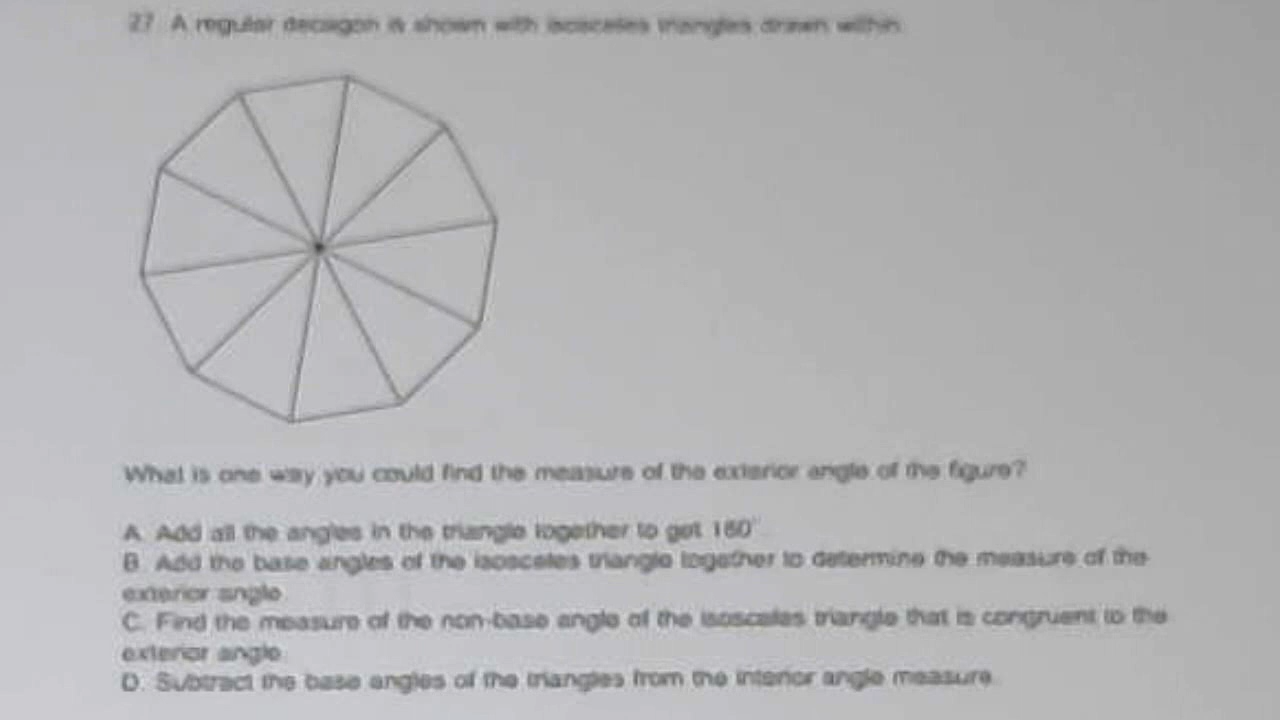 27 A regular decagon is shown with isosceles triangles drawn within
What is one way you could find the measure of the exterior angle of the figure?
A. Add all the angles in the triangle together to get 180°.
B. Add the base angles of the isosceles triangle together to determine the measure of the
exterior angle
C. Find the measure of the non-base angle of the isosceles triangle that is congruent to the
exterior angle
D. Subtract the base angles of the triangles from the interior angle measure.